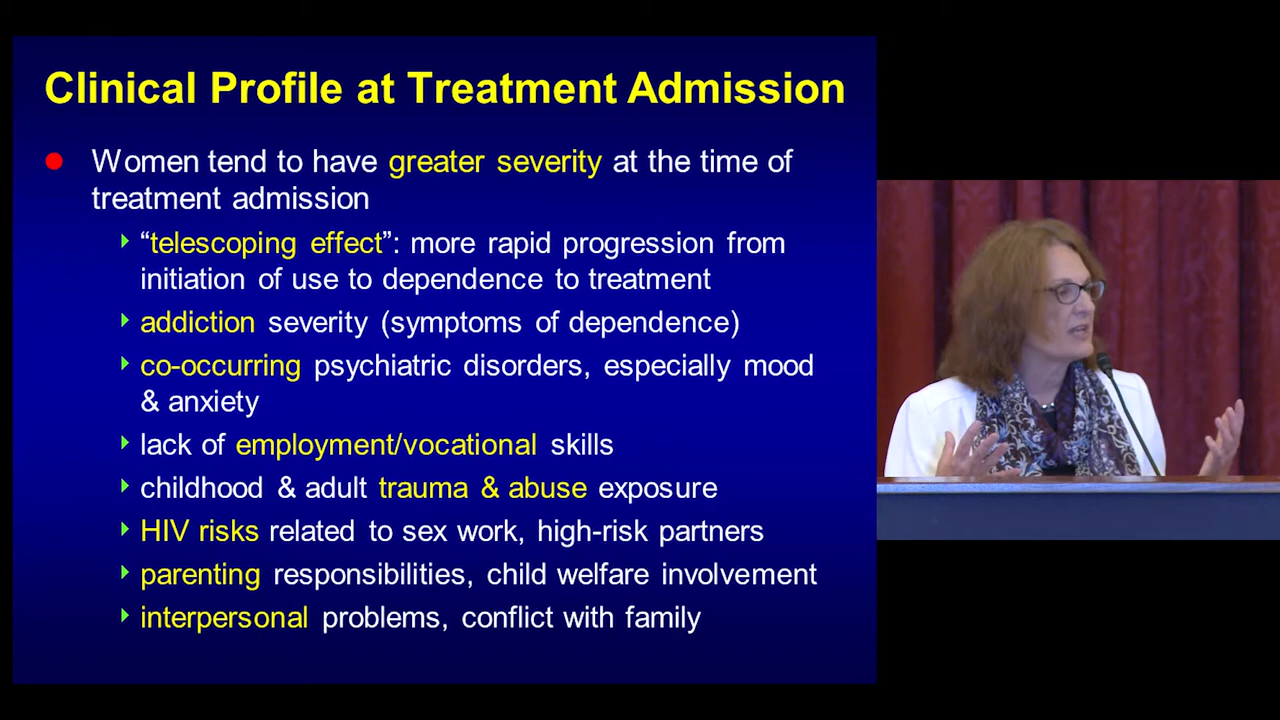 Clinical Profile at Treatment Admission
Women tend to have greater severity at the time of
treatment admission
“telescoping effect”: more rapid progression from
initiation of use to dependence to treatment
addiction severity (symptoms of dependence)
co-occurring psychiatric disorders, especially mood
& anxiety
lack of employment/vocational skills
childhood & adult trauma & abuse exposure
HIV risks related to sex work, high-risk partners
parenting responsibilities, child welfare involvement
interpersonal problems, conflict with family